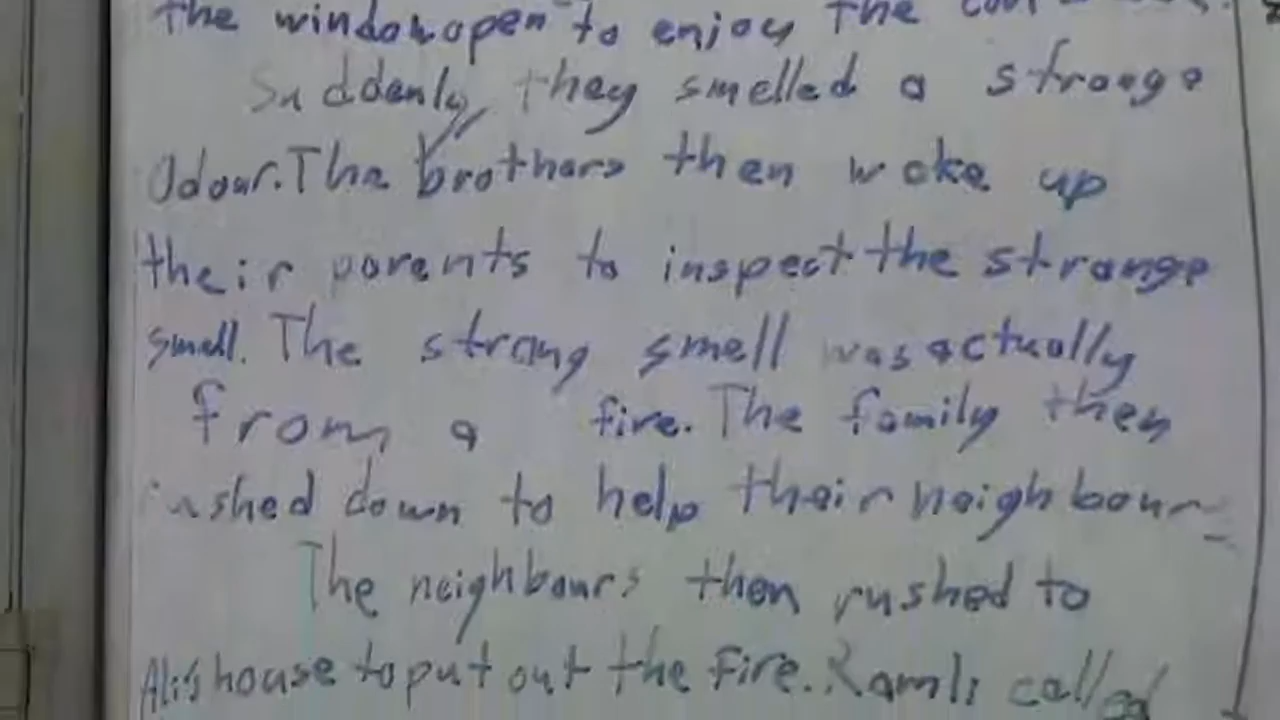 the window open to enjoy the
Suddenly, they smelled a strange
Odour. The brothers then woke up
their parents to inspect the strange
smell. The strong smell was actually
from a fire. The family then
rushed down to help their neighbour
The neighbours then rushed to
Ali's house to put out the fire. Ramli called